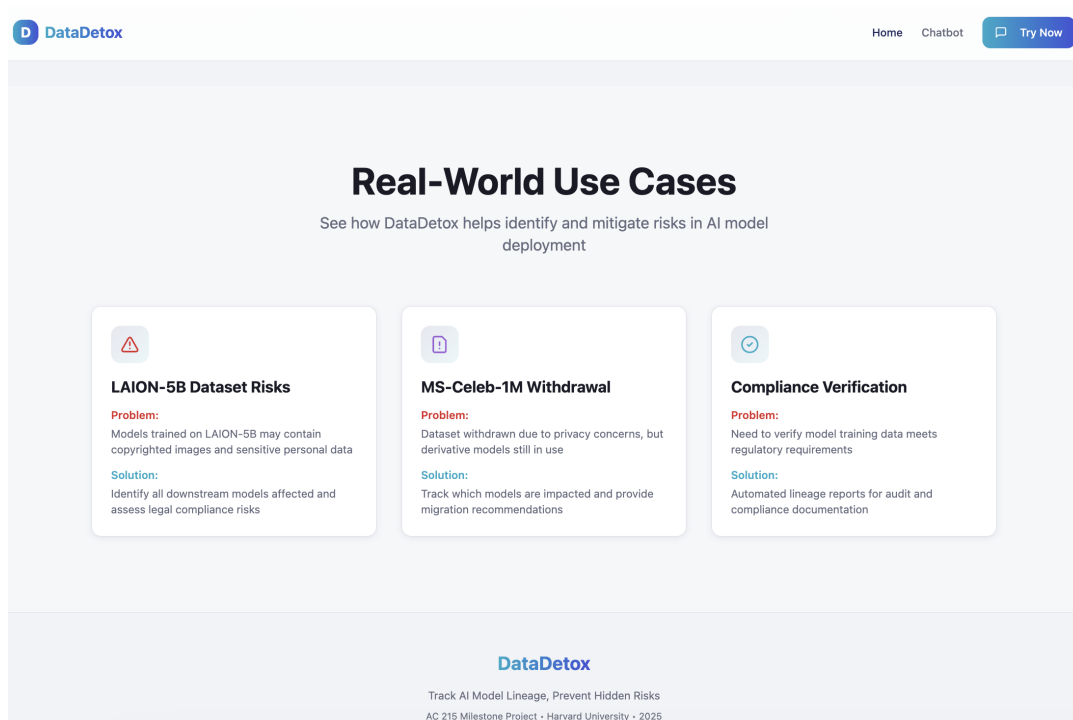 D DataDetox
Home Chatbot Try Now
Real-World Use Cases
See how DataDetox helps identify and mitigate risks in AI model
deployment
LAION-5B Dataset Risks
Problem:
Models trained on LAION-5B may contain
copyrighted images and sensitive personal data
Solution:
Identify all downstream models affected and
assess legal compliance risks
MS-Celeb-1M Withdrawal
Problem:
Dataset withdrawn due to privacy concerns, but
derivative models still in use
Solution:
Track which models are impacted and provide
migration recommendations
Compliance Verification
Problem:
Need to verify model training data meets
regulatory requirements
Solution:
Automated lineage reports for audit and
compliance documentation
DataDetox
Track AI Model Lineage, Prevent Hidden Risks
AC 215 Milestone Project • Harvard University • 2025